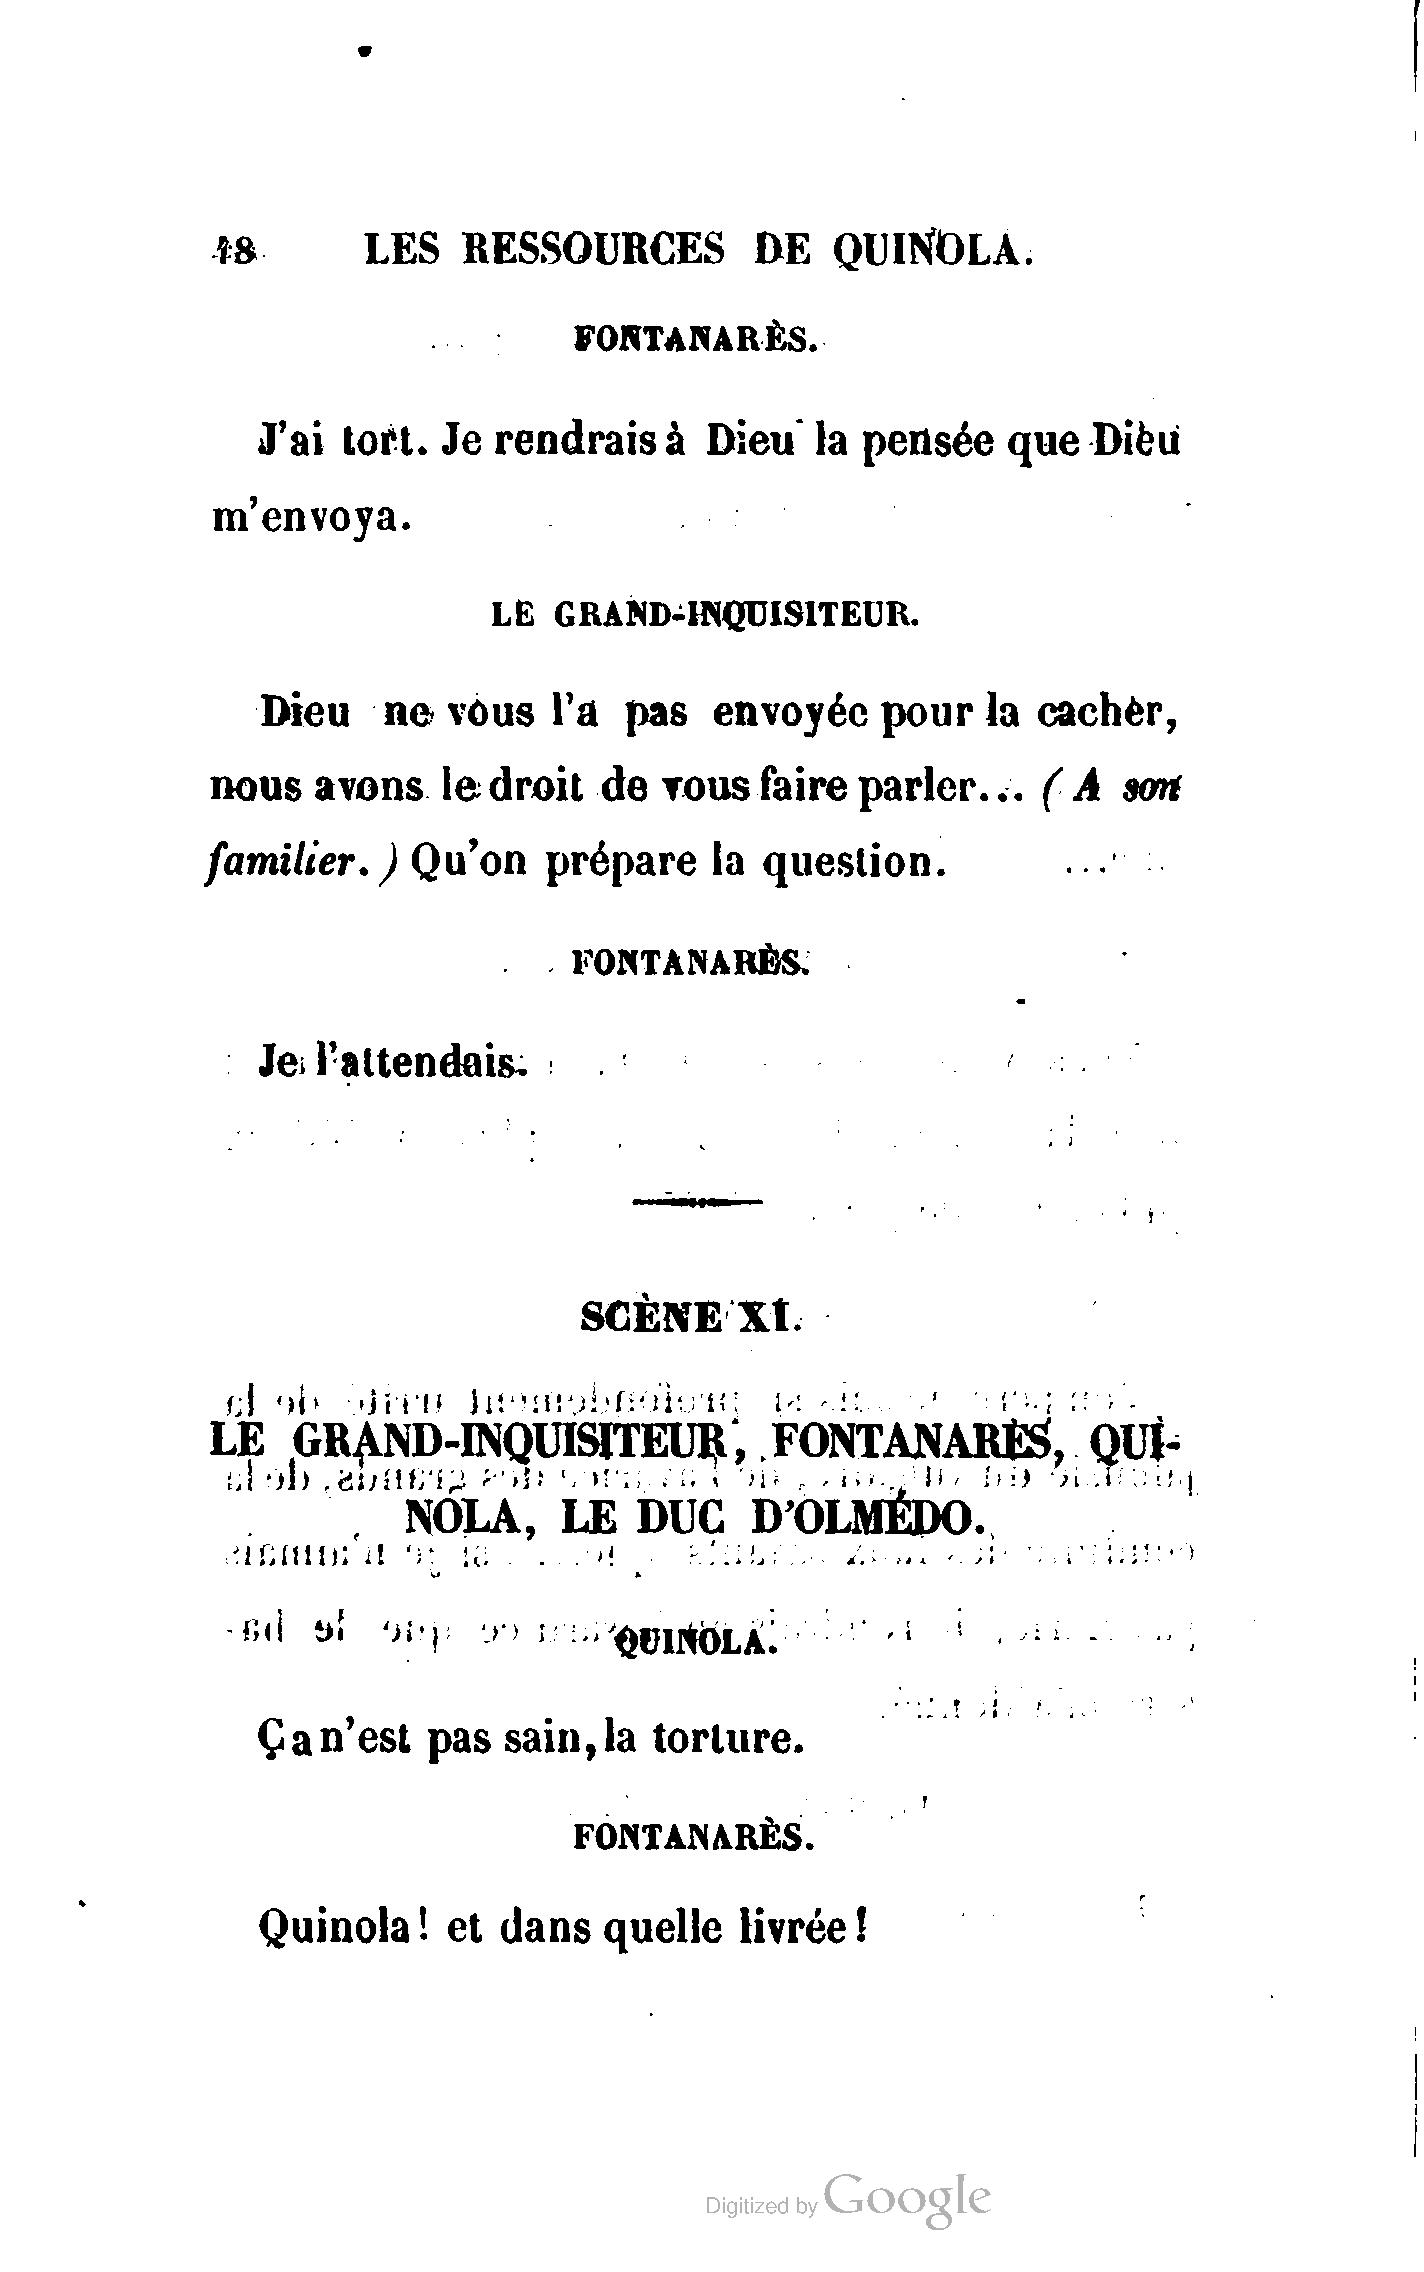 48 LES RESSOURCES DE QUINOLA.
FONTANARÈS.
J'ai tort. Je rendrais à Dieu la pensée que Dieu
m'envoya.
LE GRAND-INQUISITEUR.
Dieu ne vous l'a pas envoyée pour la cacher,
nous avons le droit de vous faire parler... (A son
familier.) Qu'on prépare la question.
FONTANARÈS.
Je l'attendais.
SCÈNE XI.
LE GRAND-INQUISITEUR, FONTANARÈS, QUI-
NOLA, LE DUC D'OLMÉDO.
QUINOLA.
Ça n'est pas sain, la torture.
FONTANARÈS.
Quinola! et dans quelle livrée!
Digitized by Google